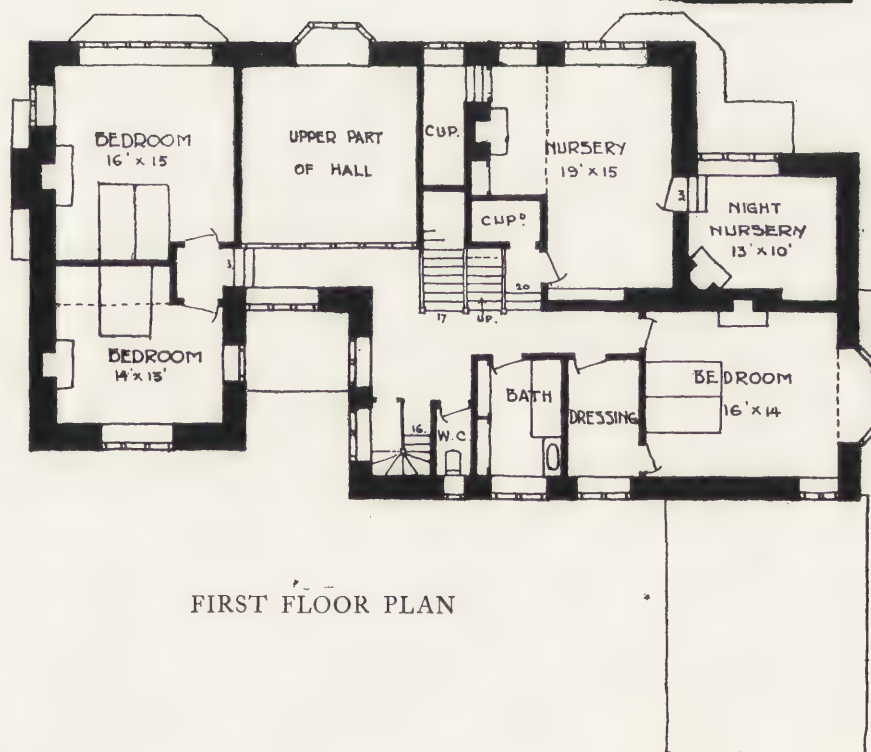 BEDROOM
16' x 15
UPPER PART
OF HALL
CUP.
NURSERY
19' x 15
CUPD
3.
NIGHT
NURSERY
13' x 10'
3.
20
17
UP.
BEDROOM
14' x 13'
16.
W.C
BATH
DRESSING
BEDROOM
16' x 14
FIRST FLOOR PLAN